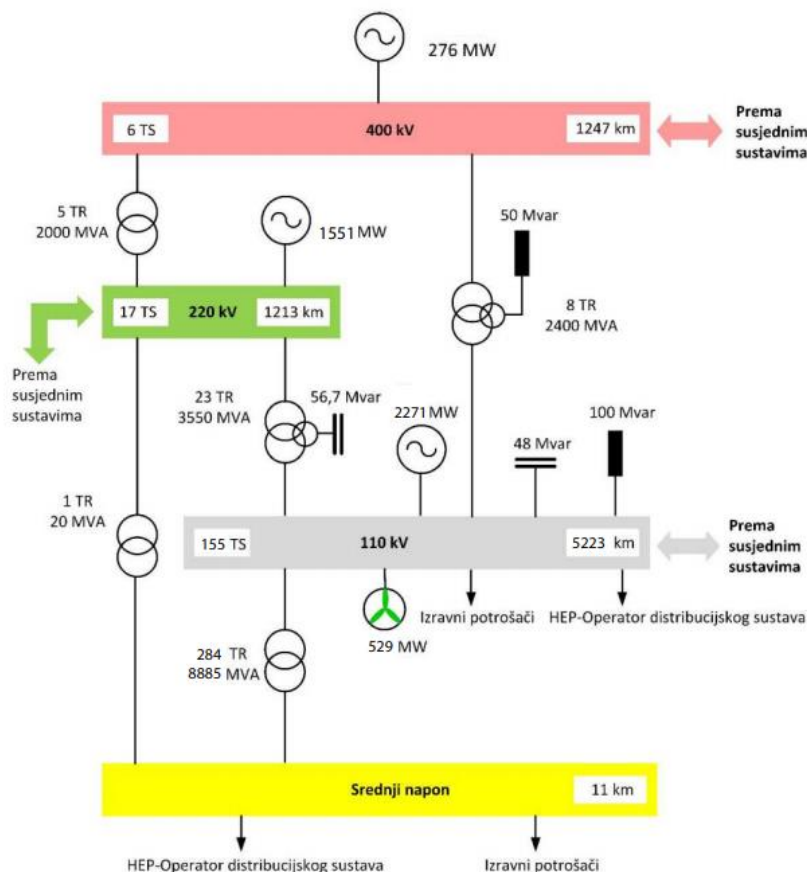 276 MW
6 TS
400 kV
1247 km
Prema
susjednim
sustavima
5 TR
2000 MVA
1551 MW
50 Mvar
8 TR
2400 MVA
17 TS
220 kV
1213 km
Prema
susjednim
sustavima
23 TR
3550 MVA
56,7 Mvar
2271 MW
48 Mvar
100 Mvar
1 TR
20 MVA
155 TS
110 kV
5223 km
Prema
susjednim
sustavima
529 MW
Izravni potrošači
HEP-Operator distribucijskog sustava
284 TR
8885 MVA
Srednji napon
11 km
HEP-Operator distribucijskog sustava
Izravni potrošači